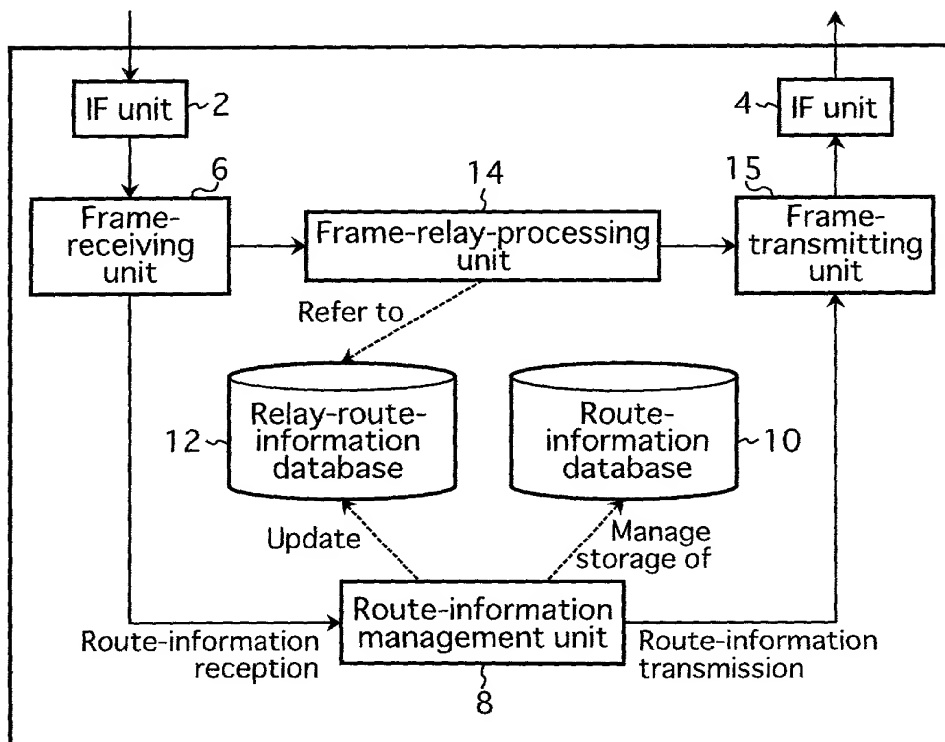 IF unit
2
4
IF unit
6
14
15
Frame-
receiving
unit
Frame-relay-processing
unit
Frame-
transmitting
unit
Refer to
12
Relay-route-
information
database
Route-
information
database
10
Update
Manage
storage of
Route-information
management unit
Route-information
reception
Route-information
transmission
8